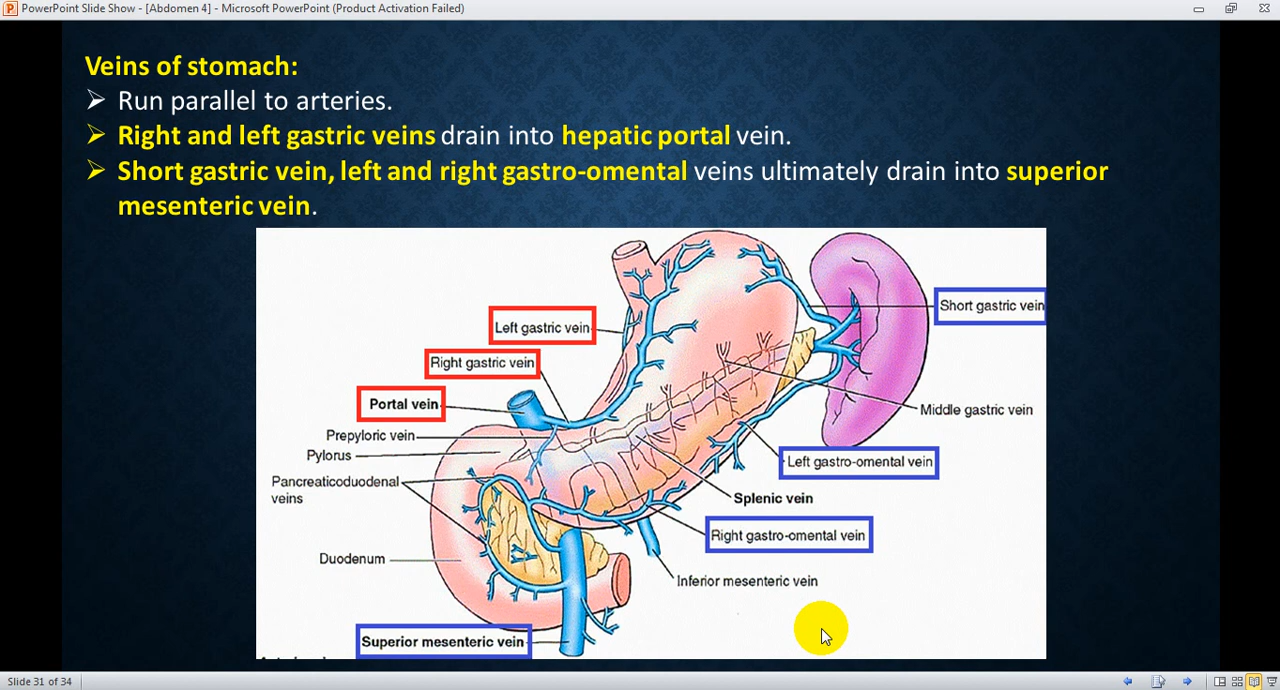 PowerPoint Slide Show - [Abdomen 4] - Microsoft PowerPoint (Product Activation Failed)
Veins of stomach:
Run parallel to arteries.
Right and left gastric veins drain into hepatic portal vein.
Short gastric vein, left and right gastro-omental veins ultimately drain into superior
mesenteric vein.
Short gastric vein
Left gastric vein
Right gastric vein
Portal vein
Middle gastric vein
Prepyloric vein
Pylorus
Left gastro-omental vein
Pancreaticoduodenal
veins
Splenic vein
Right gastro-omental vein
Duodenum
Inferior mesenteric vein
Superior mesenteric vein
Slide 31 of 34